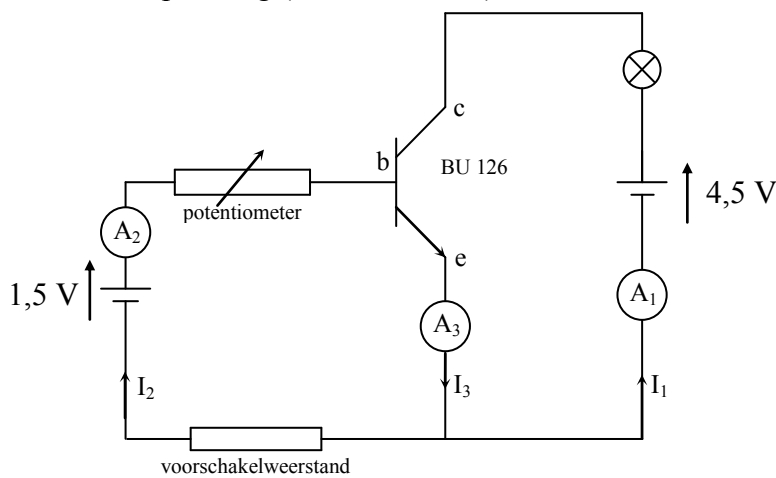 c
b
BU 126
4,5 V
potentiometer
A2
e
1,5 V
A1
A3
I2
I3
I1
voorschakelweerstand